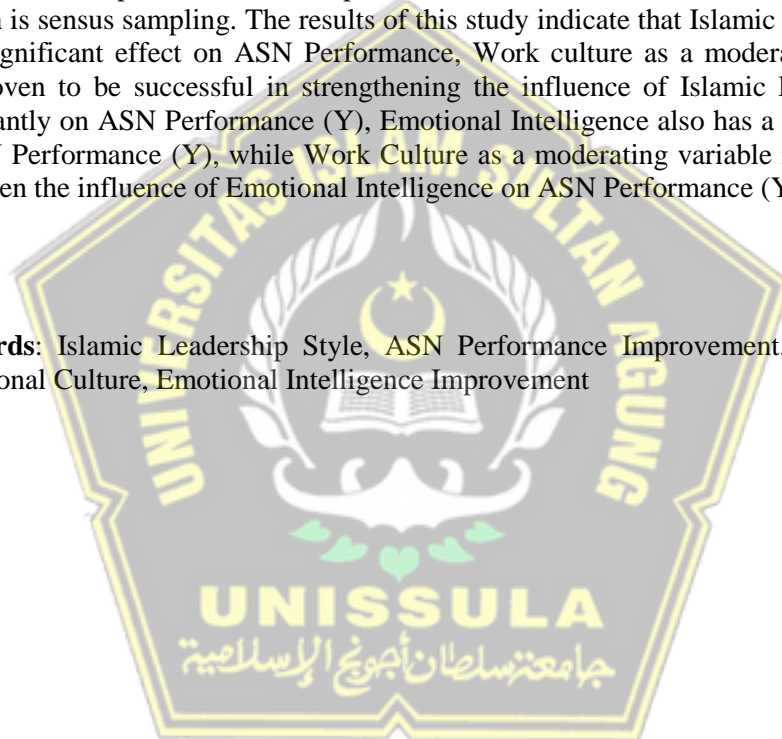 n is sensus sampling. The results of this study indicate that Islamic
ignificant effect on ASN Performance, Work culture as a modera
oven to be successful in strengthening the influence of Islamic
antly on ASN Performance (Y), Emotional Intelligence also has a
N Performance (Y), while Work Culture as a moderating variable
en the influence of Emotional Intelligence on ASN Performance (Y
rds: Islamic Leadership Style, ASN Performance Improvement,
onal Culture, Emotional Intelligence Improvement
UNIVERSITAS ISLAM SULTAN AGUNG
UNISSULA
جامعة سلطان أجونج الإسلامية